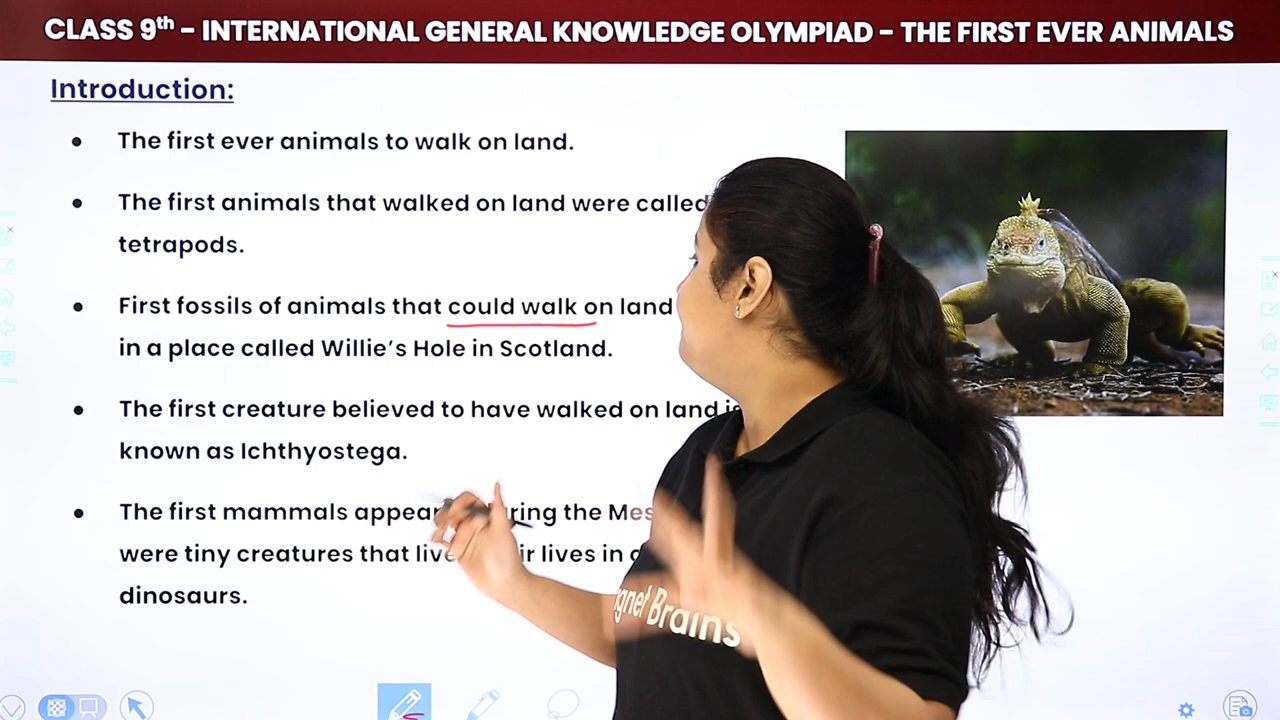 CLASS 9th – INTERNATIONAL GENERAL KNOWLEDGE OLYMPIAD – THE FIRST EVER ANIMALS
Introduction:
• The first ever animals to walk on land.
• The first animals that walked on land were called
tetrapods.
• First fossils of animals that could walk on land
in a place called Willie's Hole in Scotland.
• The first creature believed to have walked on land is
known as Ichthyostega.
• The first mammals appear ring the Mes
were tiny creatures that live ir lives in
dinosaurs.
gnet Brains